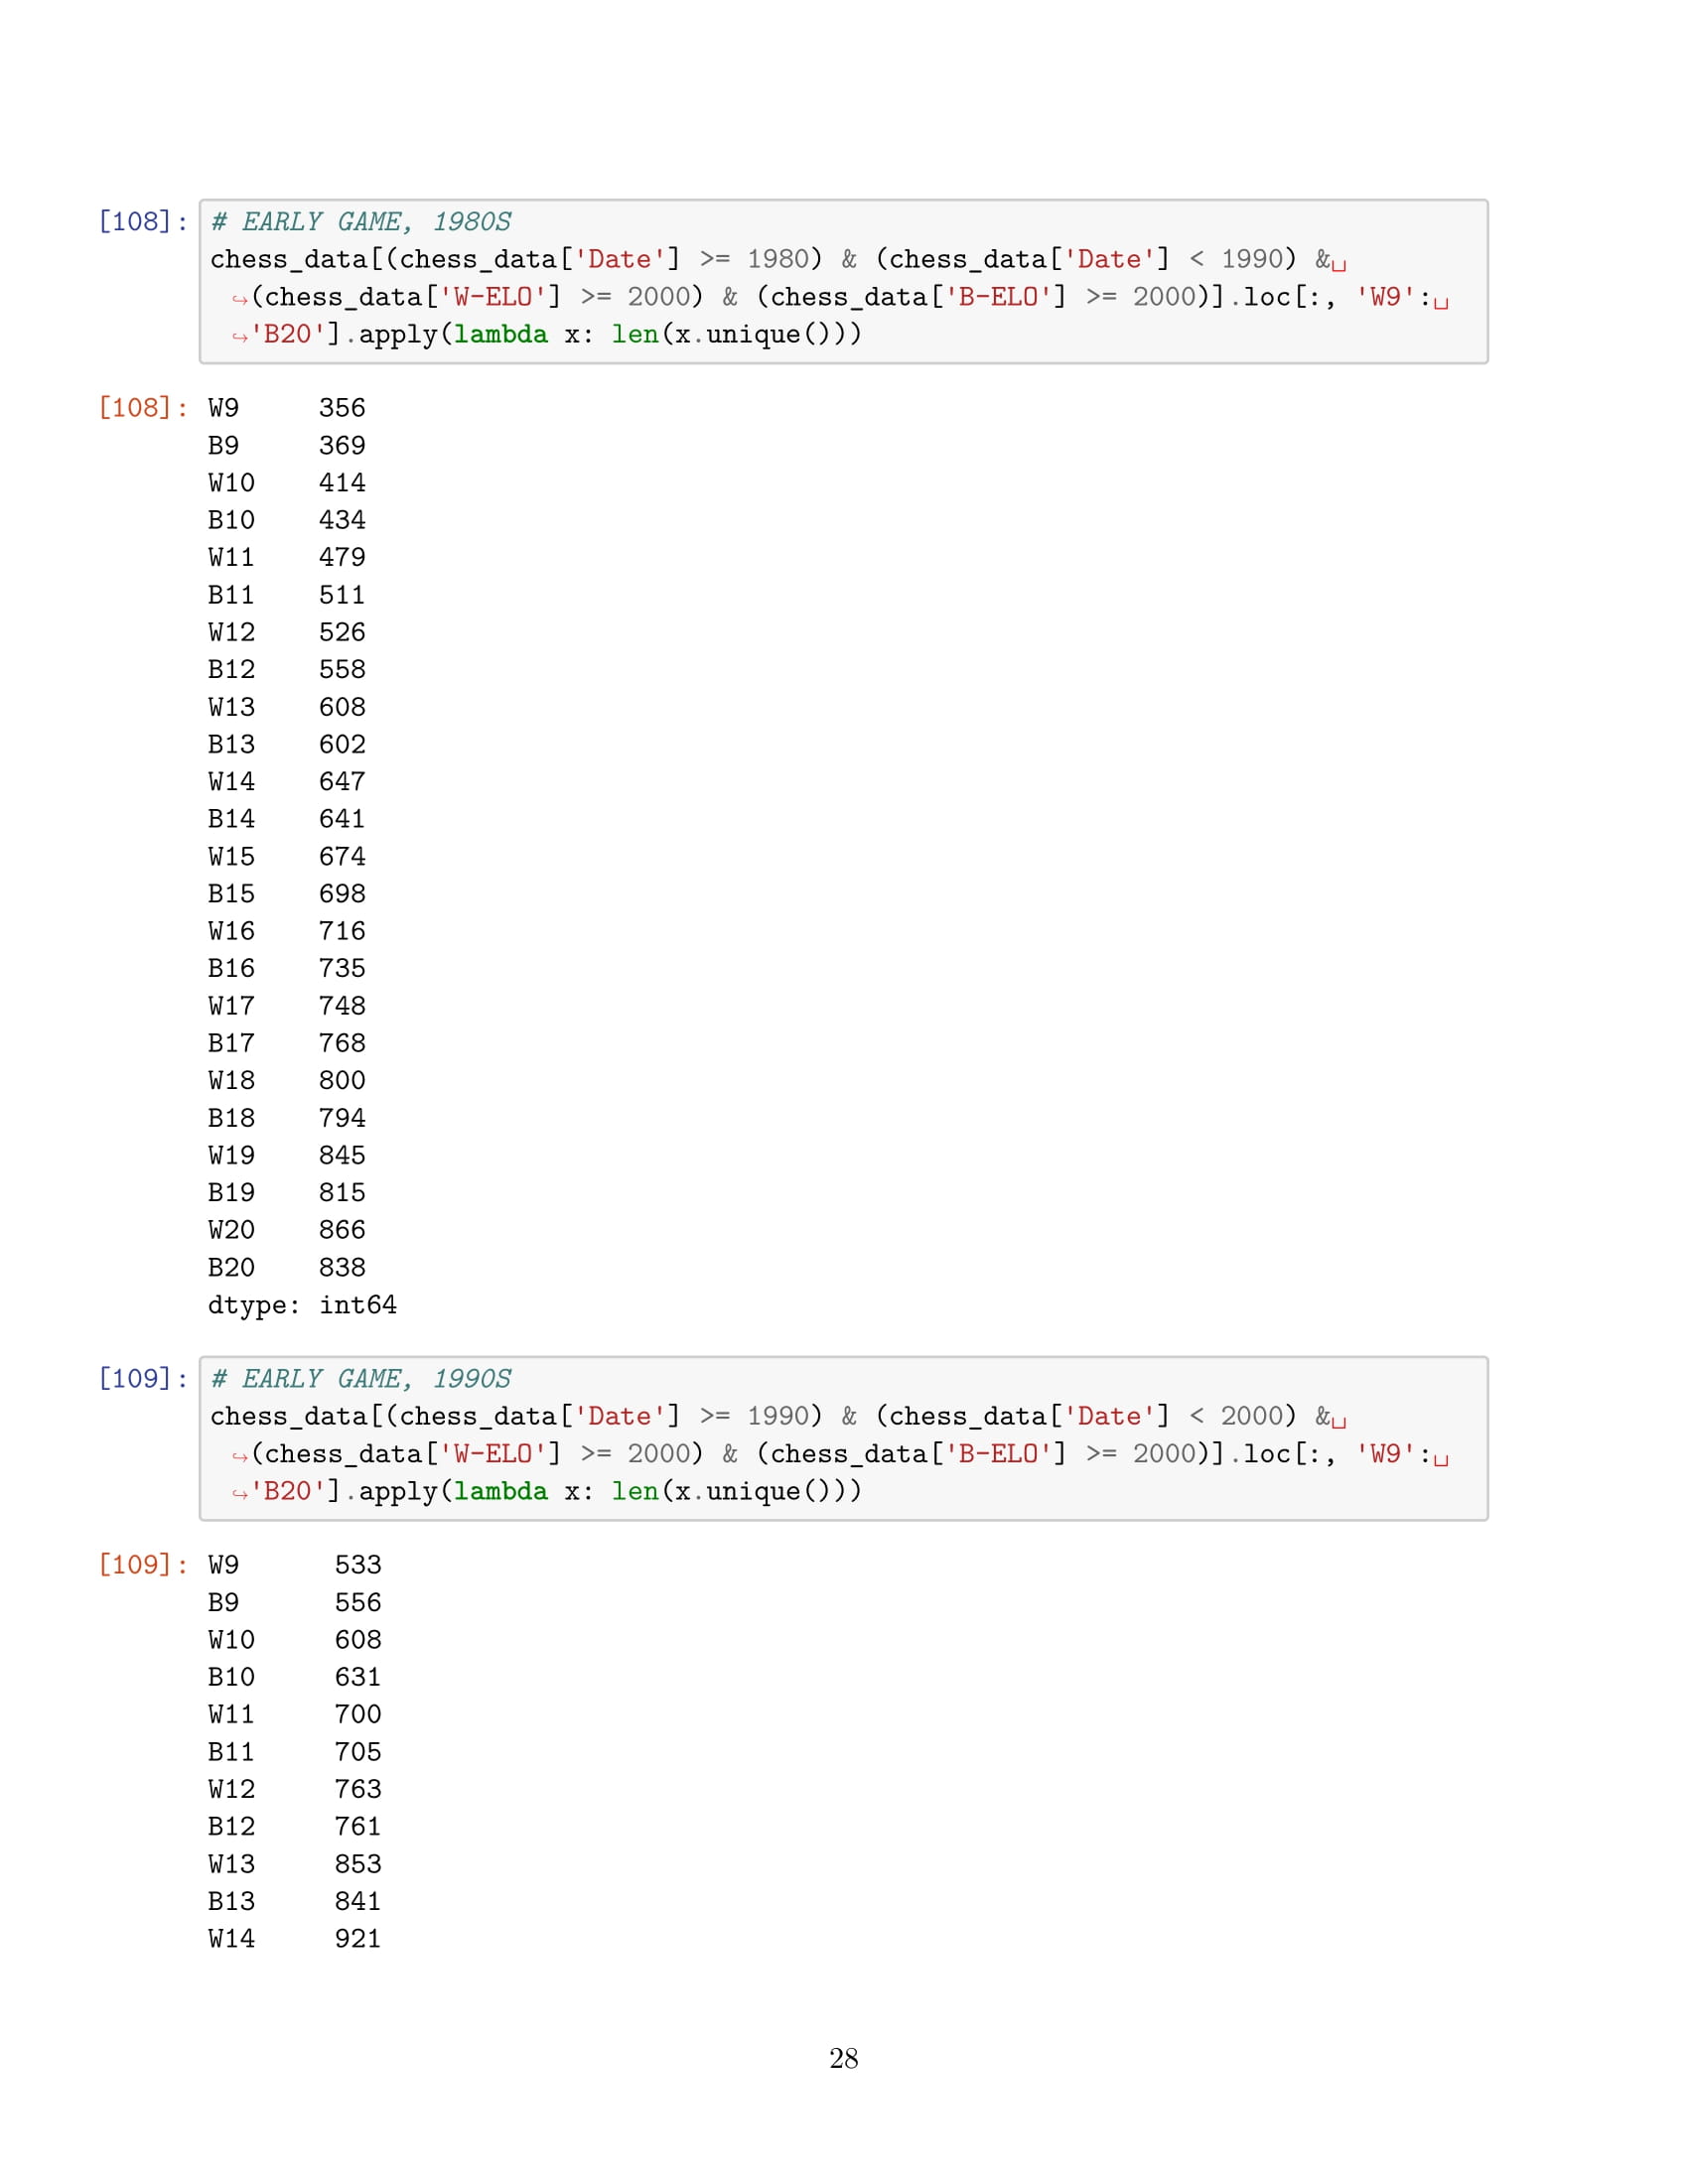 [108]: # EARLY GAME, 1980S
chess_data[(chess_data['Date'] >= 1980) & (chess_data['Date'] < 1990) &␣
↪(chess_data['W-ELO'] >= 2000) & (chess_data['B-ELO'] >= 2000)].loc[:, 'W9':␣
↪'B20'].apply(lambda x: len(x.unique()))
[108]: W9 356
B9 369
W10 414
B10 434
W11 479
B11 511
W12 526
B12 558
W13 608
B13 602
W14 647
B14 641
W15 674
B15 698
W16 716
B16 735
W17 748
B17 768
W18 800
B18 794
W19 845
B19 815
W20 866
B20 838
dtype: int64
[109]: # EARLY GAME, 1990S
chess_data[(chess_data['Date'] >= 1990) & (chess_data['Date'] < 2000) &␣
↪(chess_data['W-ELO'] >= 2000) & (chess_data['B-ELO'] >= 2000)].loc[:, 'W9':␣
↪'B20'].apply(lambda x: len(x.unique()))
[109]: W9 533
B9 556
W10 608
B10 631
W11 700
B11 705
W12 763
B12 761
W13 853
B13 841
W14 921
28